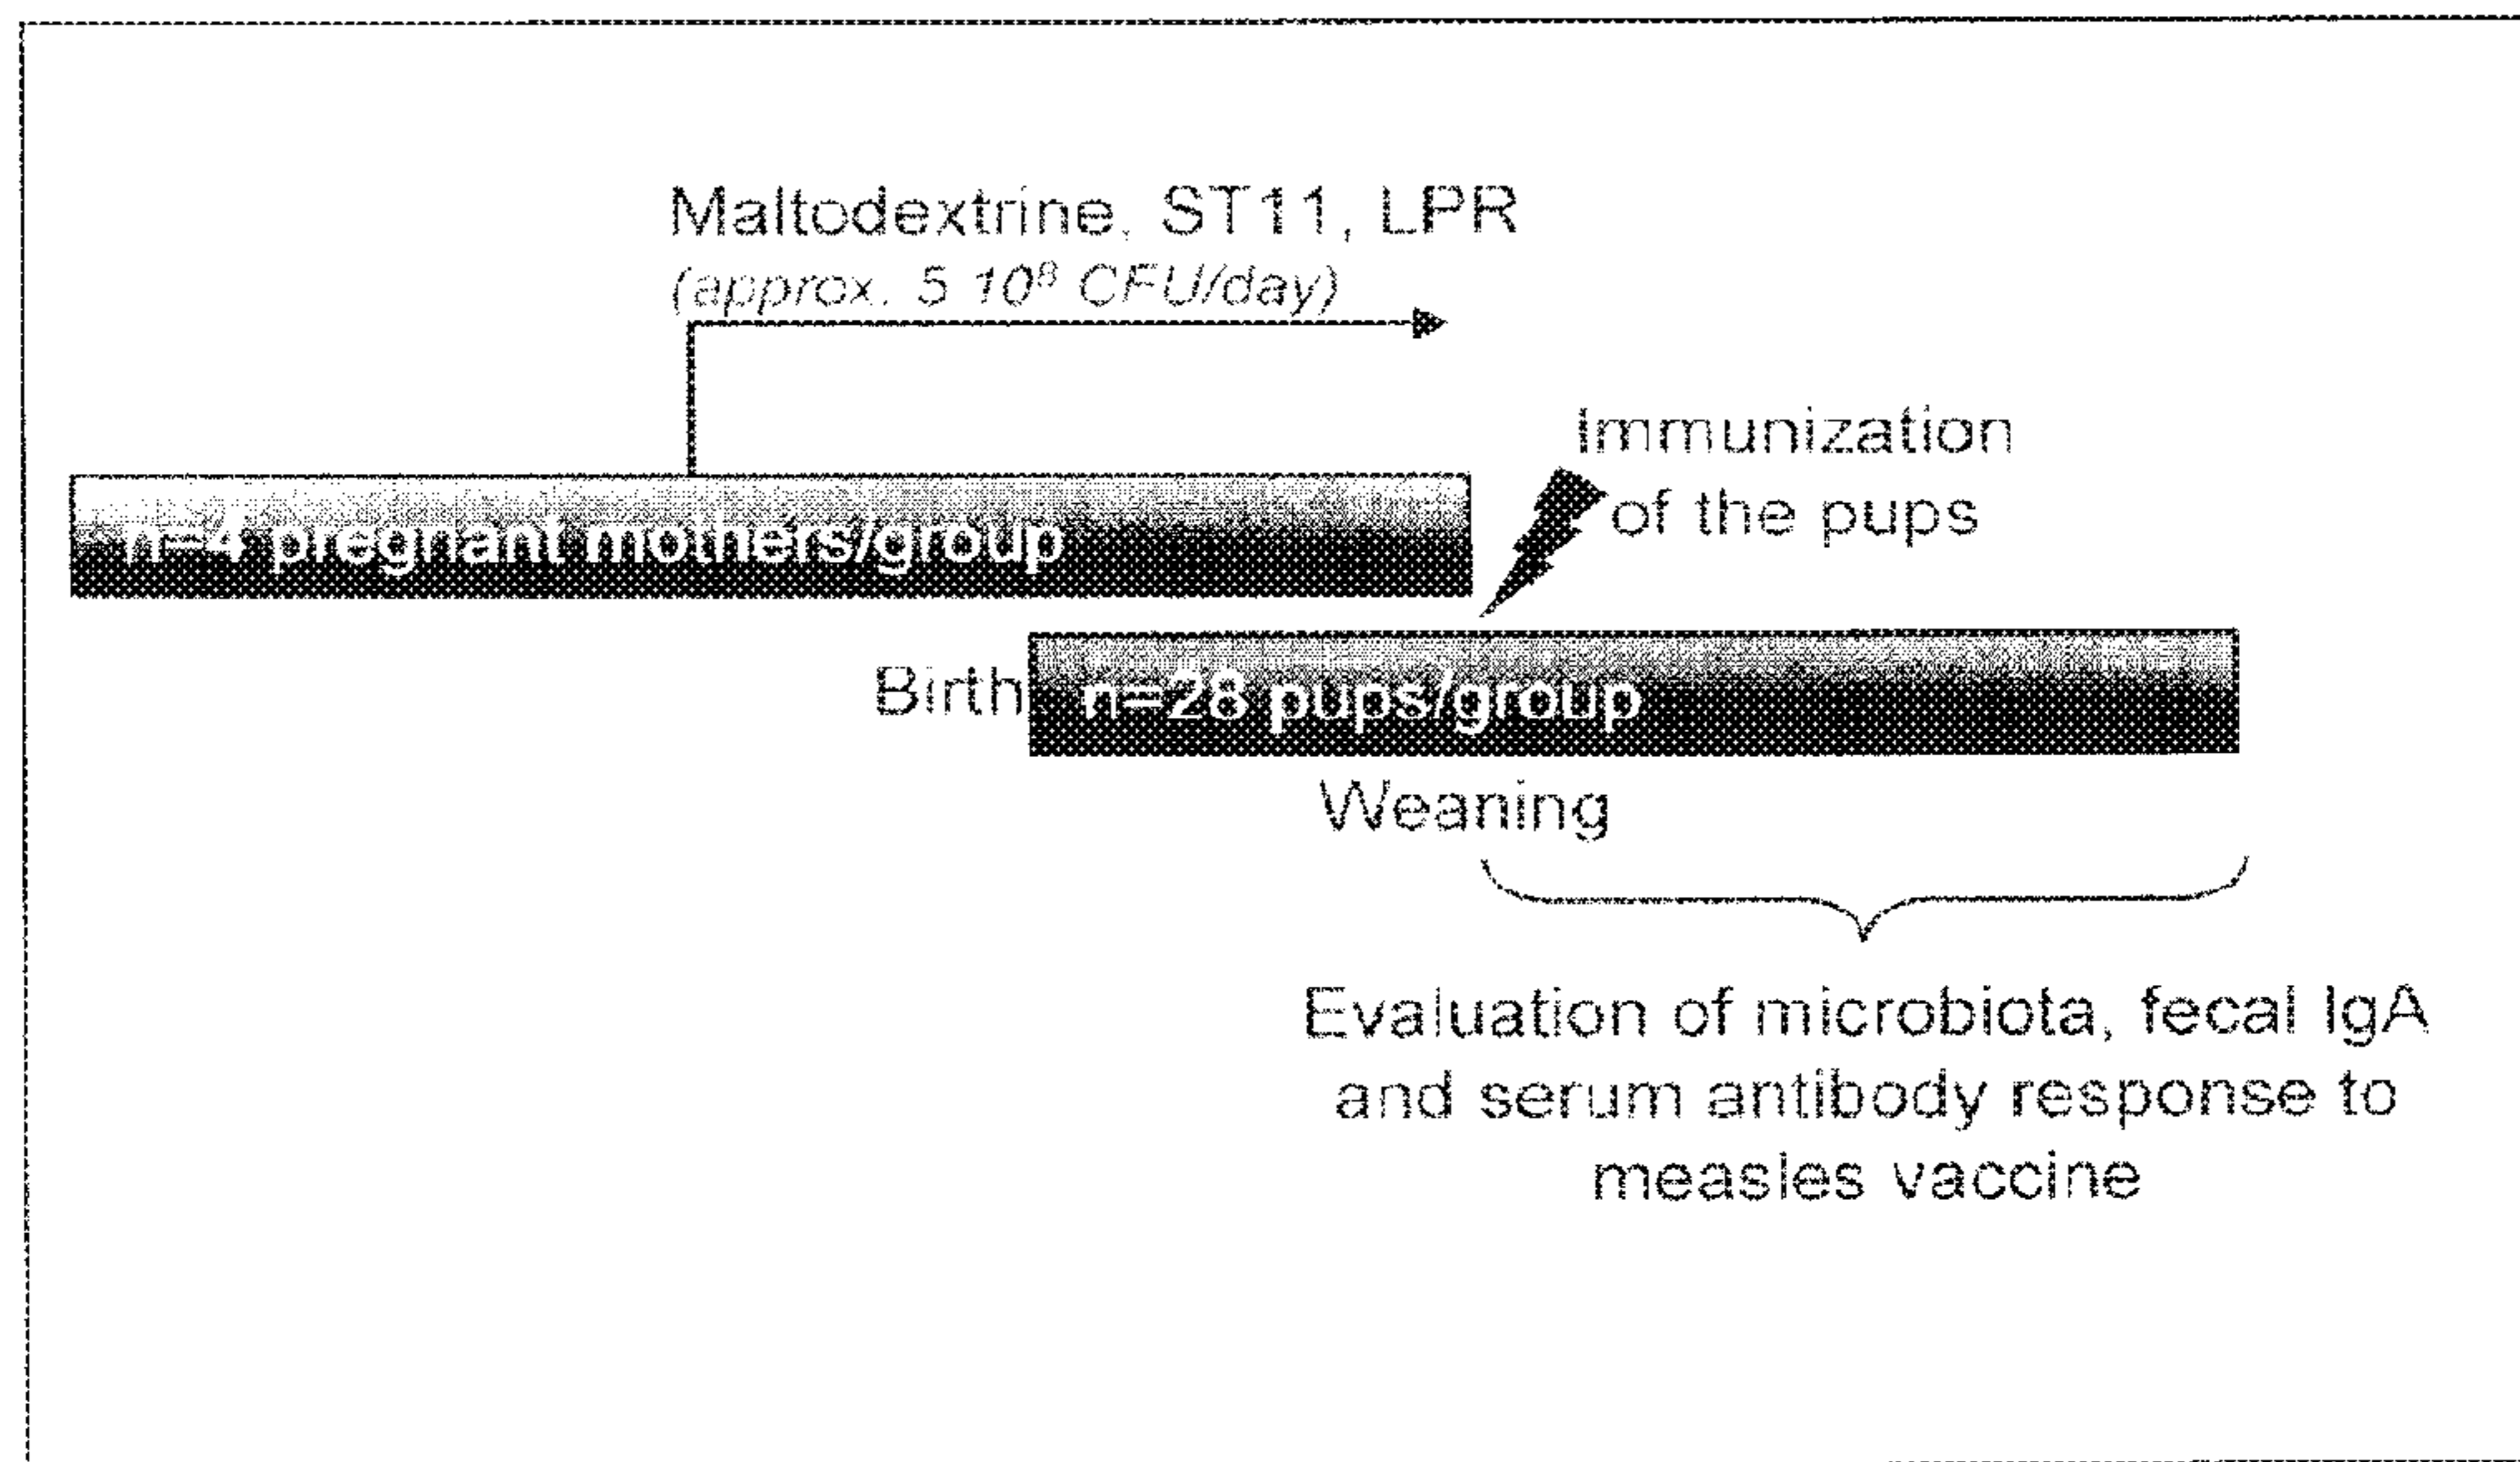 Maltodextrine, ST11, LPR
(approx. 5 10⁸ CFU/day)
Immunization
of the pups
n=4 pregnant mothers/group
Birth
n=28 pups/group
Weaning
Evaluation of microbiota, fecal IgA
and serum antibody response to
measles vaccine